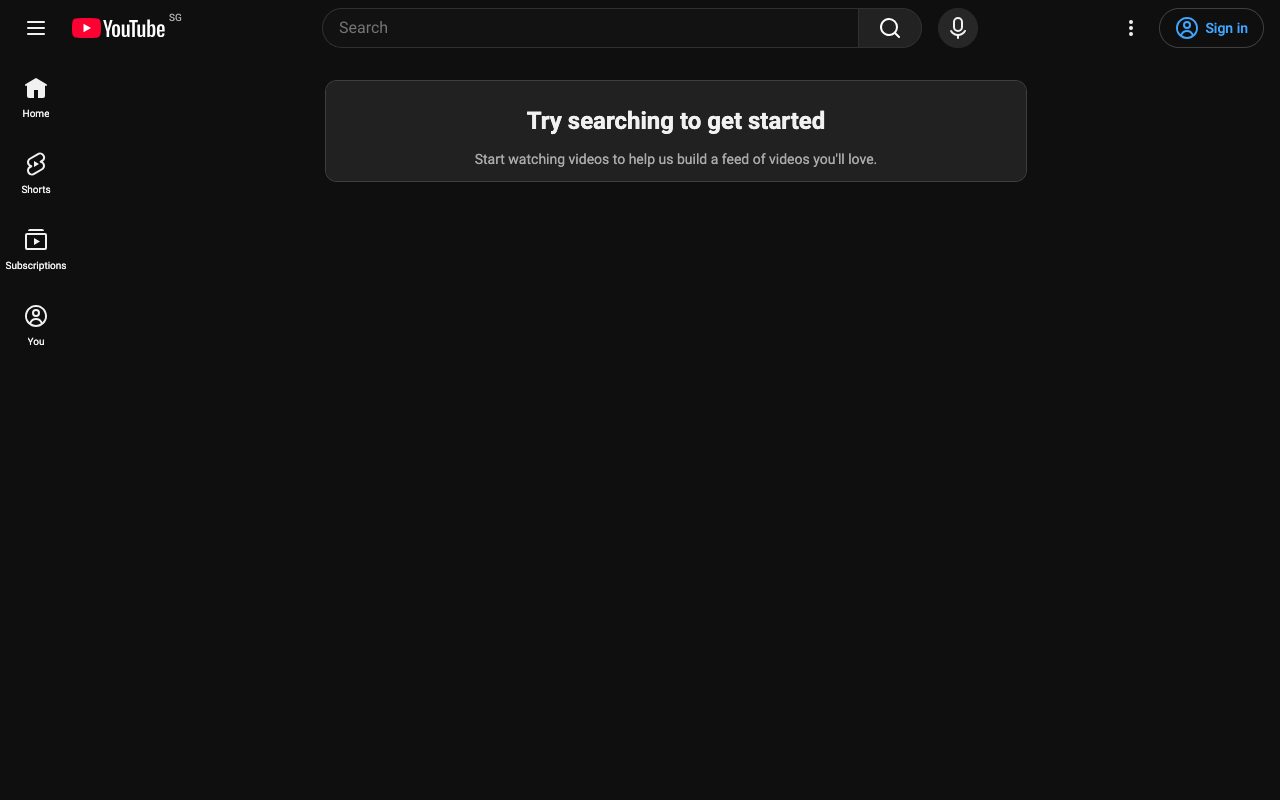 YouTube SG
Search
Sign in
Home
Shorts
Subscriptions
You
Try searching to get started
Start watching videos to help us build a feed of videos you'll love.